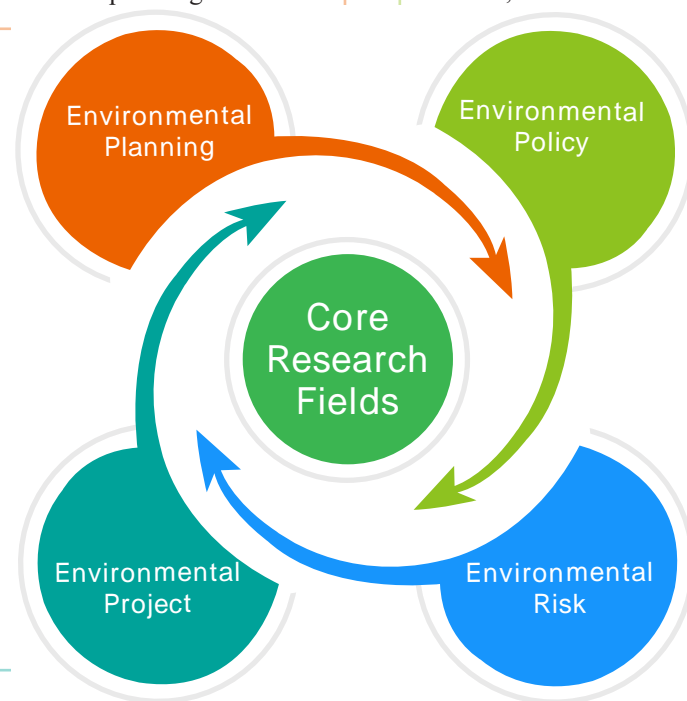 Environmental
Planning
Environmental
Policy
Core
Research
Fields
Environmental
Project
Environmental
Risk